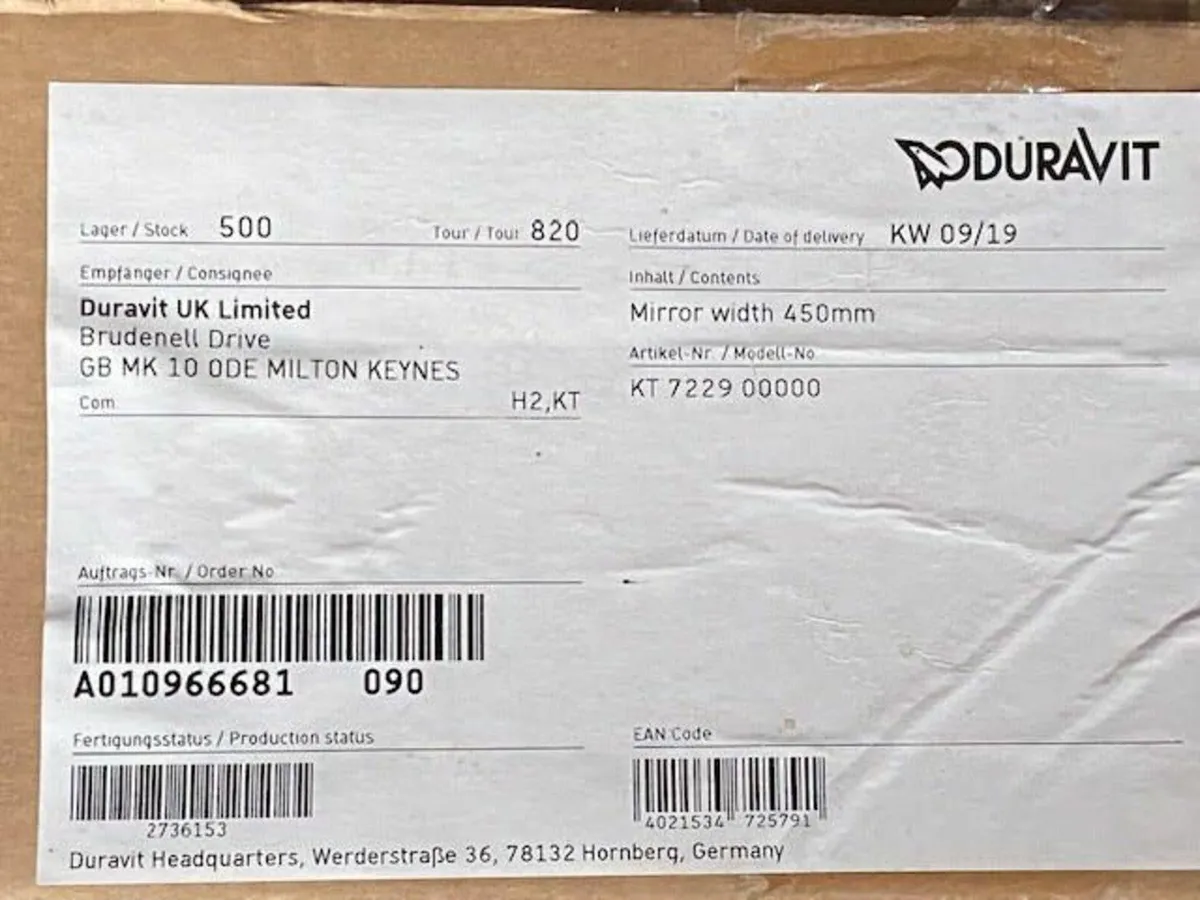 DURAVIT
Lager / Stock 500 Tour / Tour 820
Lieferdatum / Date of delivery KW 09/19
Empfänger / Consignee
Inhalt / Contents
Duravit UK Limited
Mirror width 450mm
Brudenell Drive
GB MK 10 0DE MILTON KEYNES
Artikel-Nr. / Modell-No
KT 7229 00000
Com H2,KT
Auftrags-Nr. / Order No
A010966681 090
Fertigungsstatus / Production status
2736153
EAN Code
4021534 725791
Duravit Headquarters, Werderstraße 36, 78132 Hornberg, Germany